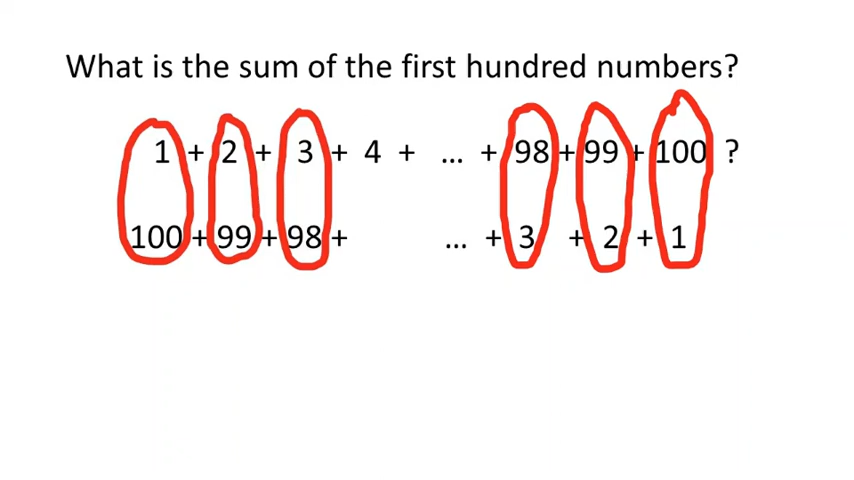 What is the sum of the first hundred numbers?
1 + 2 + 3 + 4 + ... + 98 + 99 + 100 ?
100 + 99 + 98 + ... + 3 + 2 + 1